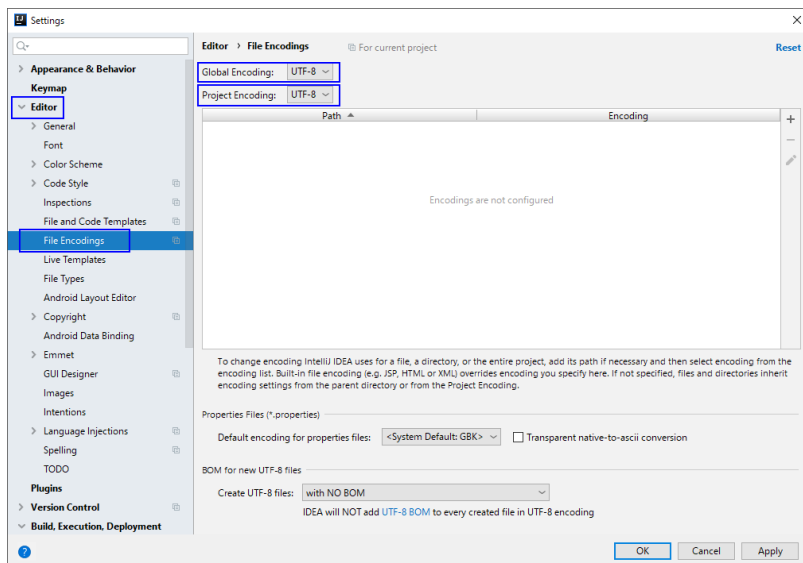 Settings
Editor › File Encodings
For current project
Reset
Appearance & Behavior
Keymap
Editor
General
Font
Color Scheme
Code Style
Inspections
File and Code Templates
File Encodings
Live Templates
File Types
Android Layout Editor
Copyright
Android Data Binding
Emmet
GUI Designer
Images
Intentions
Language Injections
Spelling
TODO
Plugins
Version Control
Build, Execution, Deployment
Global Encoding: UTF-8
Project Encoding: UTF-8
Path Encoding
Encodings are not configured
To change encoding IntelliJ IDEA uses for a file, a directory, or the entire project, add its path if necessary and then select encoding from the
encoding list. Built-in file encoding (e.g. JSP, HTML or XML) overrides encoding you specify here. If not specified, files and directories inherit
encoding settings from the parent directory or from the Project Encoding.
Properties Files (*.properties)
Default encoding for properties files: <System Default: GBK> Transparent native-to-ascii conversion
BOM for new UTF-8 files
Create UTF-8 files: with NO BOM
IDEA will NOT add UTF-8 BOM to every created file in UTF-8 encoding
? OK Cancel Apply